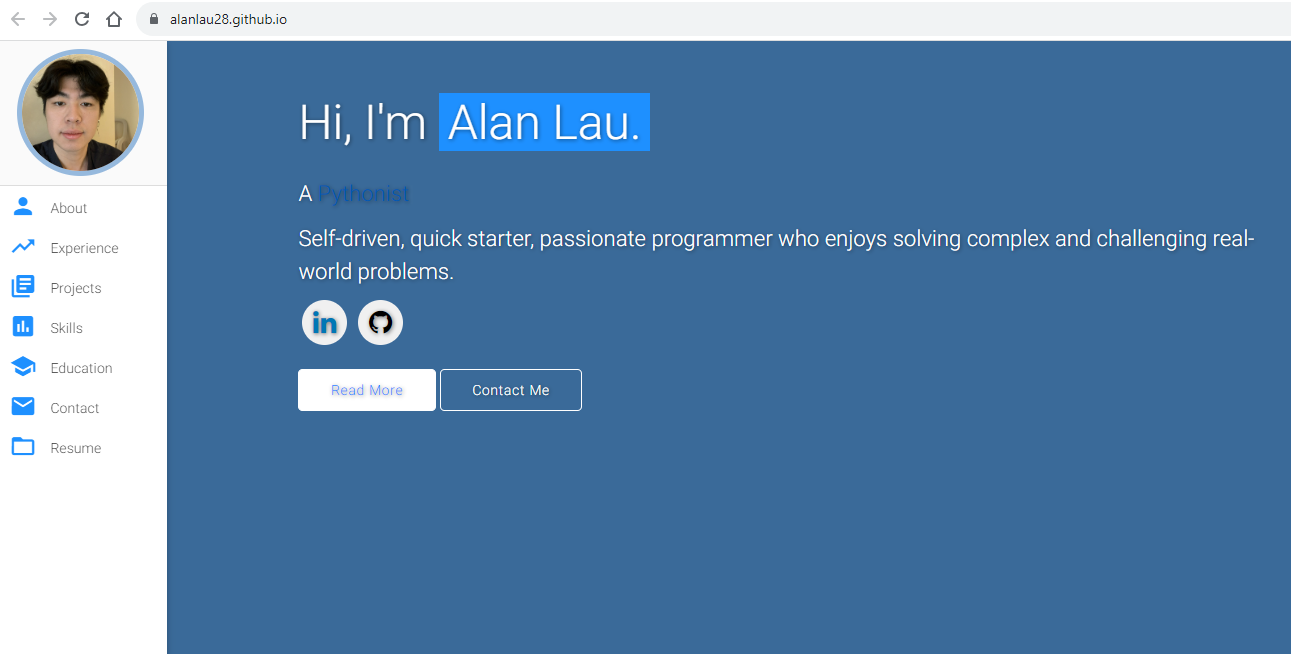 alanlau28.github.io
Hi, I'm Alan Lau.
A Pythonist
Self-driven, quick starter, passionate programmer who enjoys solving complex and challenging real-
world problems.
in
Read More
Contact Me
About
Experience
Projects
Skills
Education
Contact
Resume